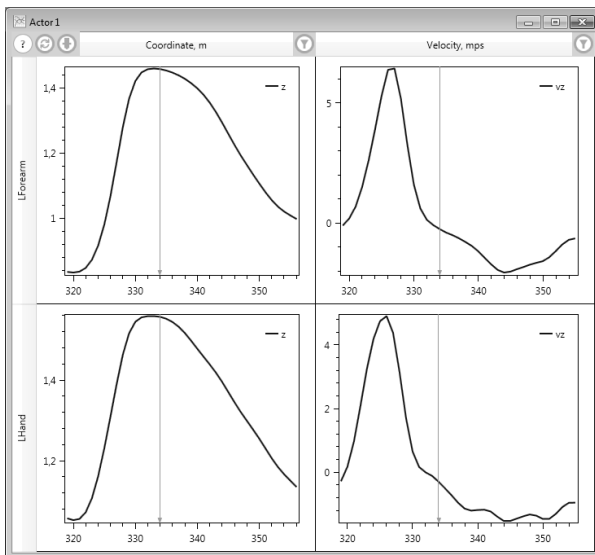 Actor 1
?
Coordinate, m
Velocity, mps
LForearm
1,4
1,2
1
z
320 330 340 350
5
0
vz
320 330 340 350
LHand
1,4
1,2
z
320 330 340 350
4
2
0
vz
320 330 340 350